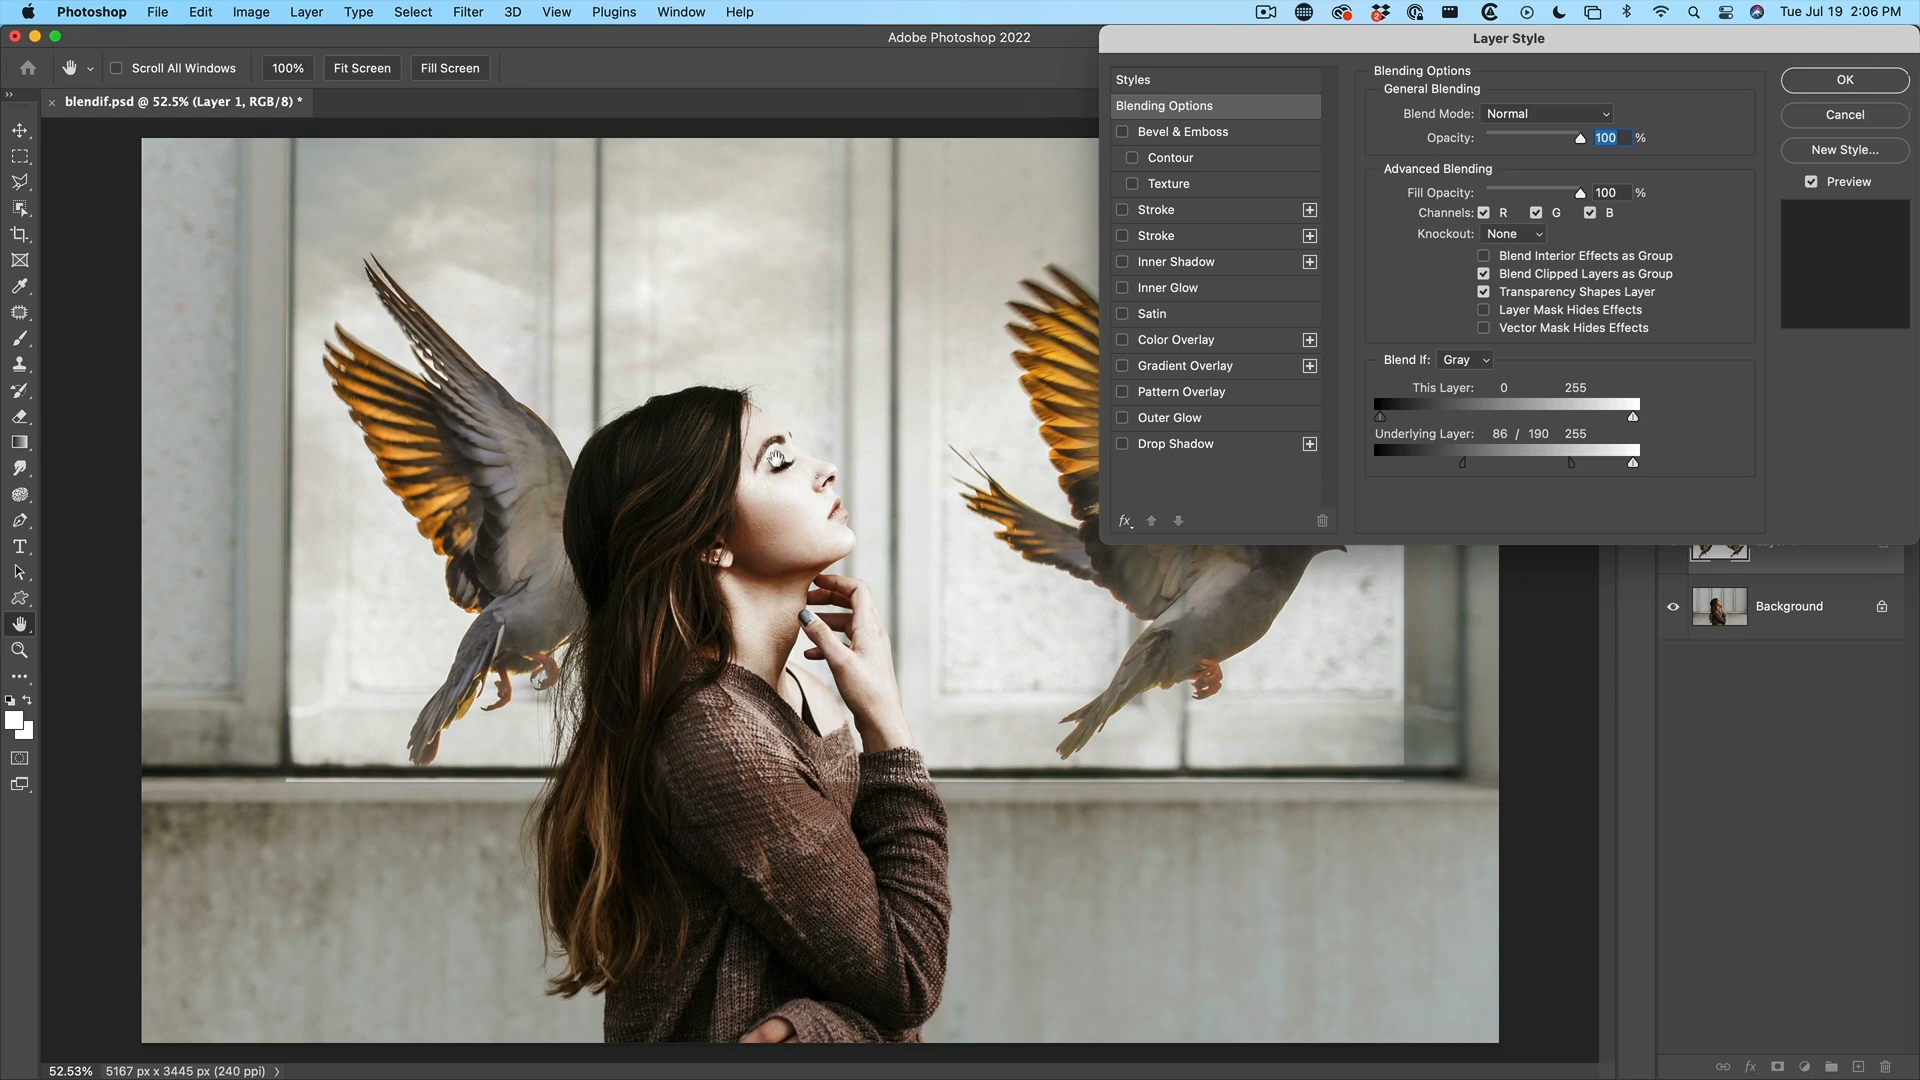 Photoshop File Edit Image Layer Type Select Filter 3D View Plugins Window Help
2
Tue Jul 19 2:06 PM
Adobe Photoshop 2022
Layer Style
Scroll All Windows 100% Fit Screen Fill Screen
blendif.psd @ 52.5% (Layer 1, RGB/8) *
Styles
Blending Options
Bevel & Emboss
Contour
Texture
Stroke
Stroke
Inner Shadow
Inner Glow
Satin
Color Overlay
Gradient Overlay
Pattern Overlay
Outer Glow
Drop Shadow
fx
Blending Options
General Blending
Blend Mode: Normal
Opacity: 100 %
Advanced Blending
Fill Opacity: 100 %
Channels: R G B
Knockout: None
Blend Interior Effects as Group
Blend Clipped Layers as Group
Transparency Shapes Layer
Layer Mask Hides Effects
Vector Mask Hides Effects
Blend If: Gray
This Layer: 0 255
Underlying Layer: 86 / 190 255
OK
Cancel
New Style...
Preview
Background
52.53% 5167 px x 3445 px (240 ppi)
fx